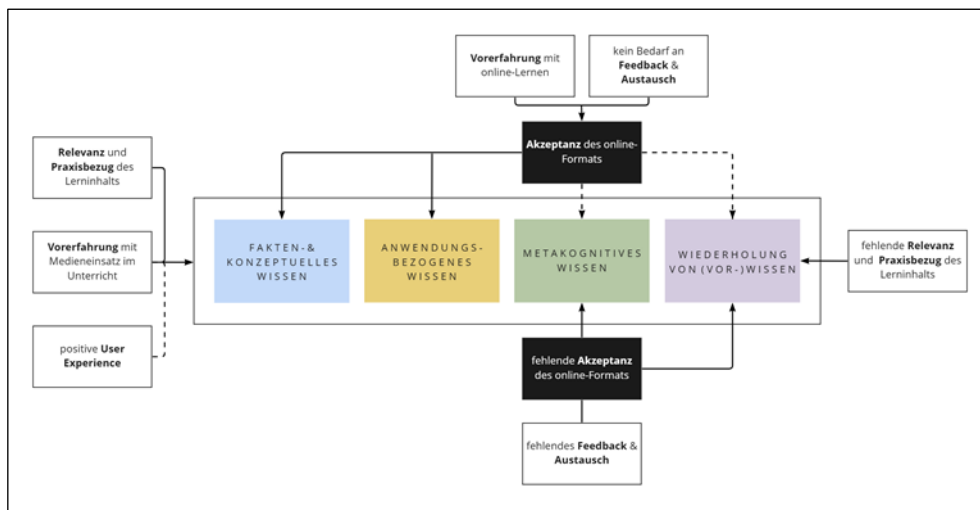 Vorerfahrung mit
online-Lernen
kein Bedarf an
Feedback &
Austausch
Akzeptanz des online-
Formats
Relevanz und
Praxisbezug des
Lerninhalts
Vorerfahrung mit
Medieneinsatz im
Unterricht
positive User
Experience
FAKTEN-&
KONZEPTUELLES
WISSEN
ANWENDUNGS-
BEZOGENES
WISSEN
METAKOGNITIVES
WISSEN
WIEDERHOLUNG
VON (VOR-)WISSEN
fehlende Relevanz
und Praxisbezug des
Lerninhalts
fehlende Akzeptanz
des online-Formats
fehlendes Feedback &
Austausch